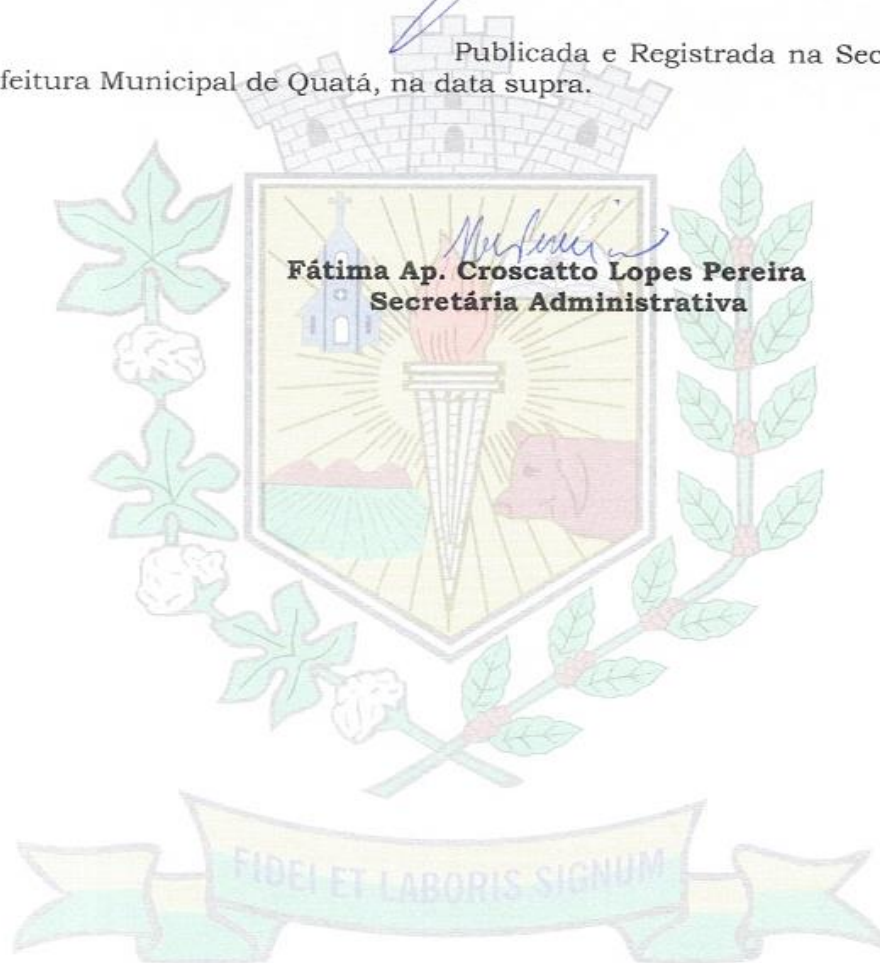 Publicada e Registrada na Sec
feitura Municipal de Quatá, na data supra.
Fátima Ap. Croscatto Lopes Pereira
Secretária Administrativa
FIDEI ET LABORIS SIGNUM